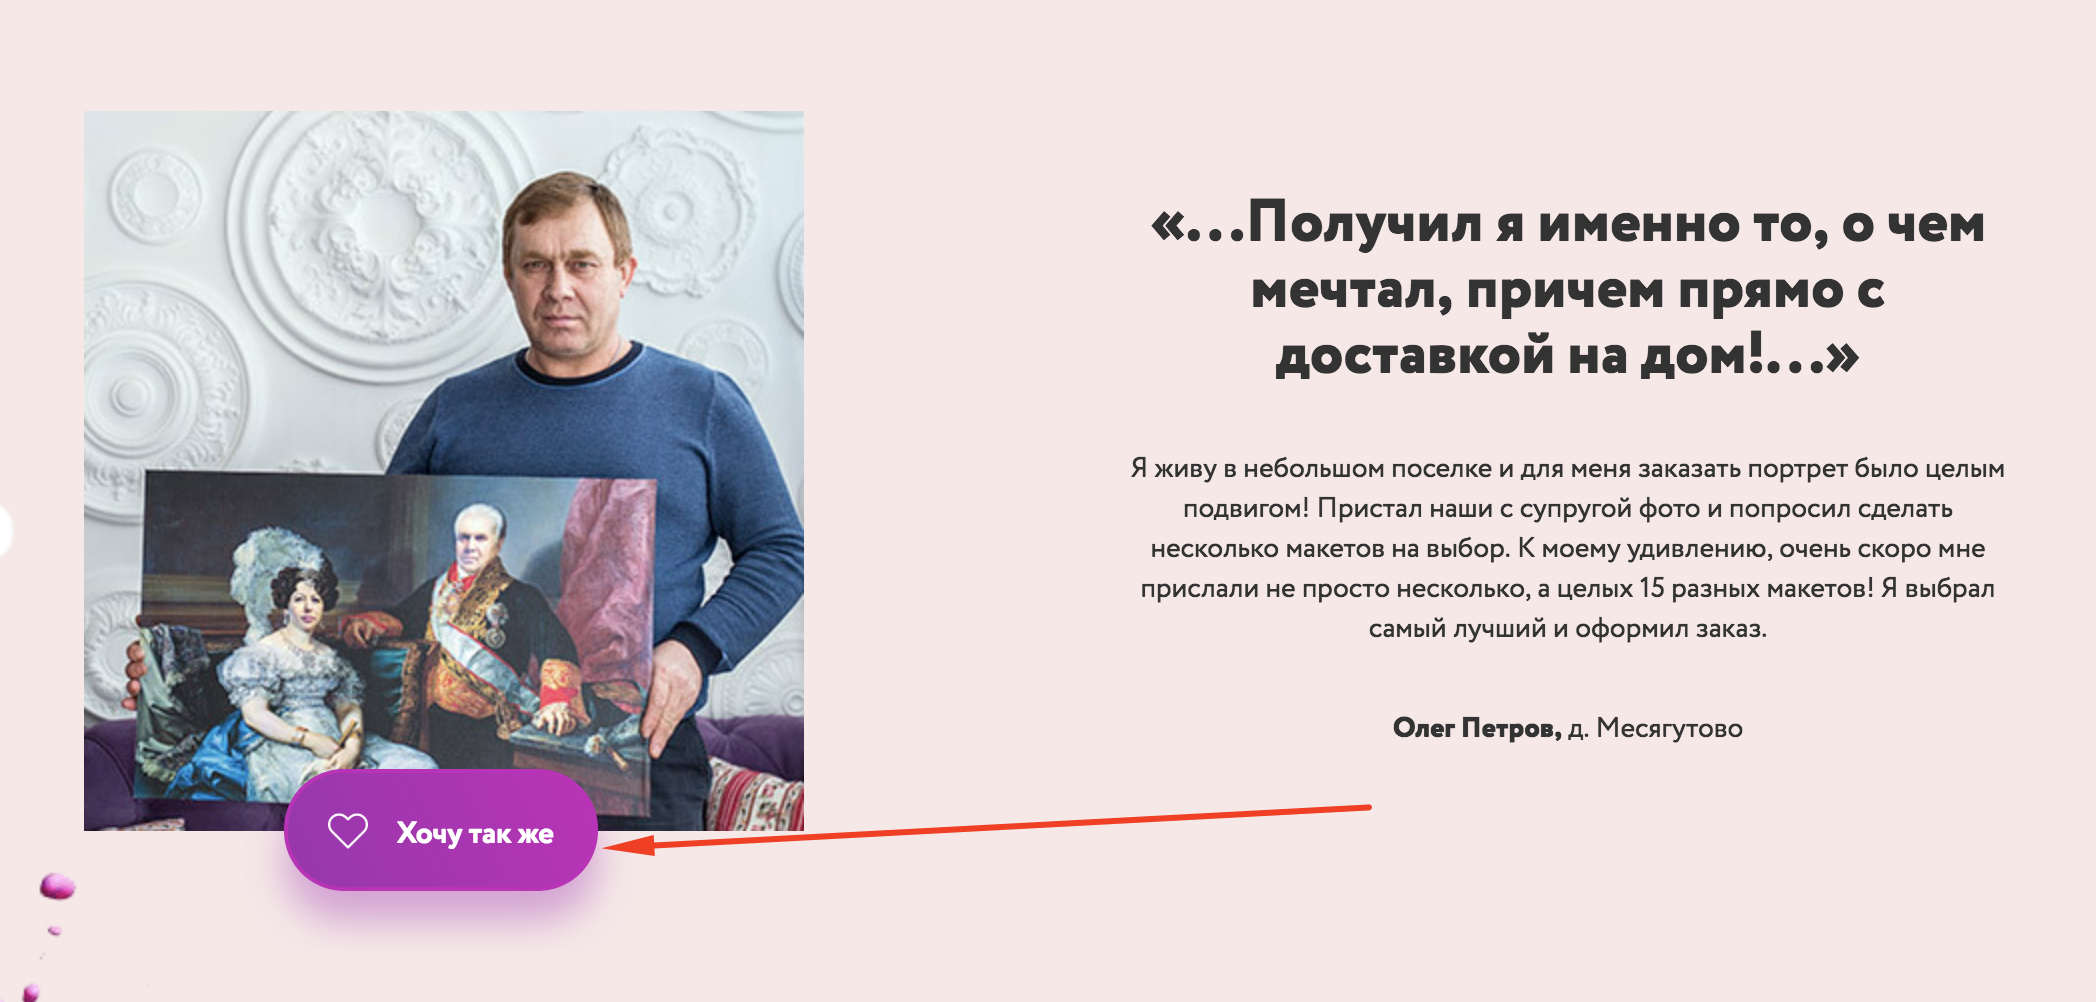 «...Получил я именно то, о чем
мечтал, причем прямо с
доставкой на дом!...»
Я живу в небольшом поселке и для меня заказать портрет было целым
подвигом! Пристал наши с супругой фото и попросил сделать
несколько макетов на выбор. К моему удивлению, очень скоро мне
прислали не просто несколько, а целых 15 разных макетов! Я выбрал
самый лучший и оформил заказ.
Олег Петров, д. Месягутово
Хочу так же